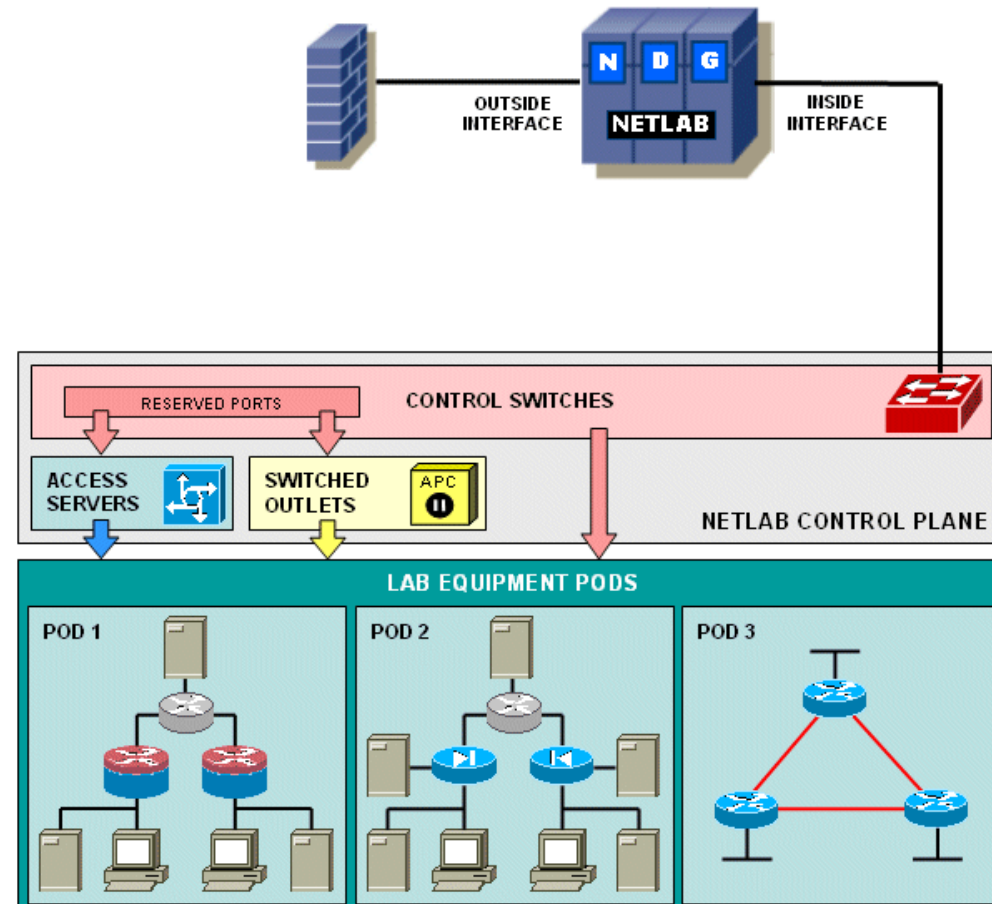 N D G
NETLAB
OUTSIDE
INTERFACE
INSIDE
INTERFACE
RESERVED PORTS
CONTROL SWITCHES
ACCESS
SERVERS
SWITCHED
OUTLETS
APC
NETLAB CONTROL PLANE
LAB EQUIPMENT PODS
POD 1
POD 2
POD 3